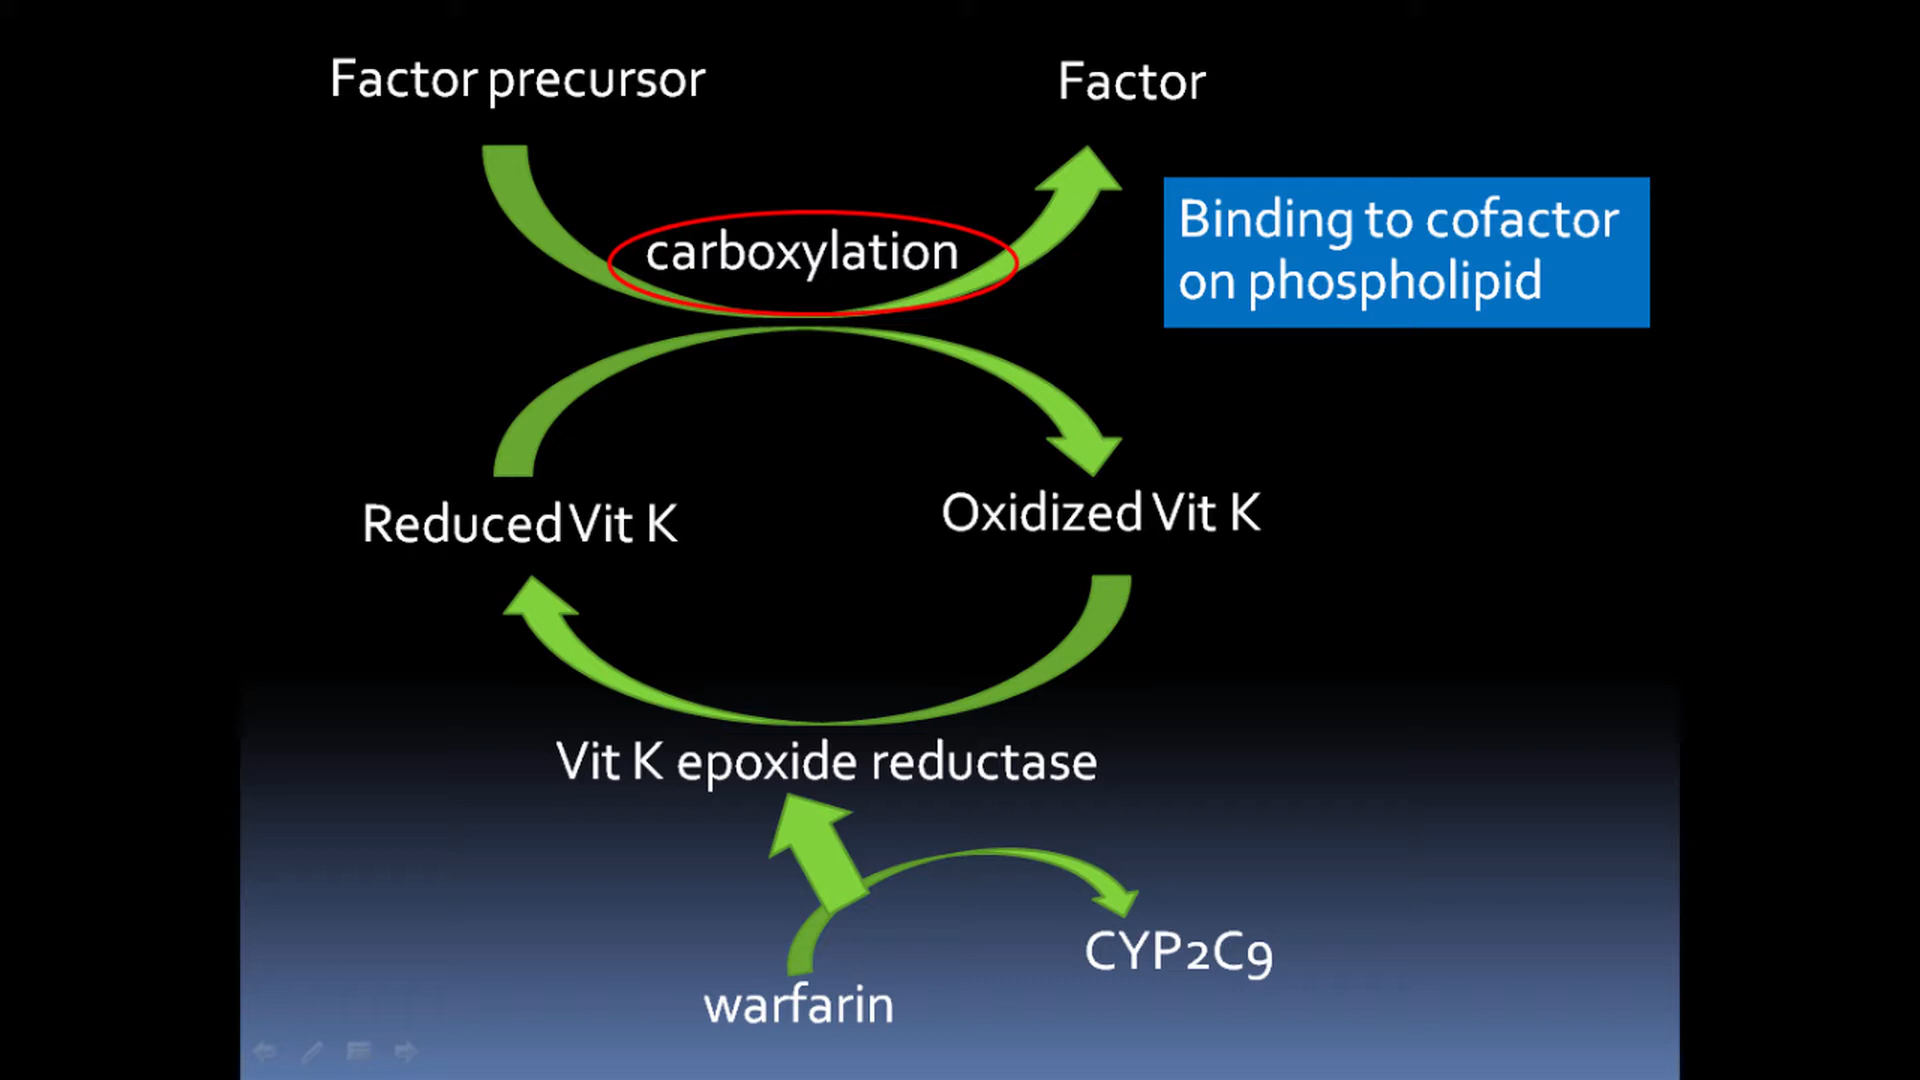 Factor precursor
Factor
carboxylation
Binding to cofactor
on phospholipid
Reduced Vit K
Oxidized Vit K
Vit K epoxide reductase
CYP2C9
warfarin